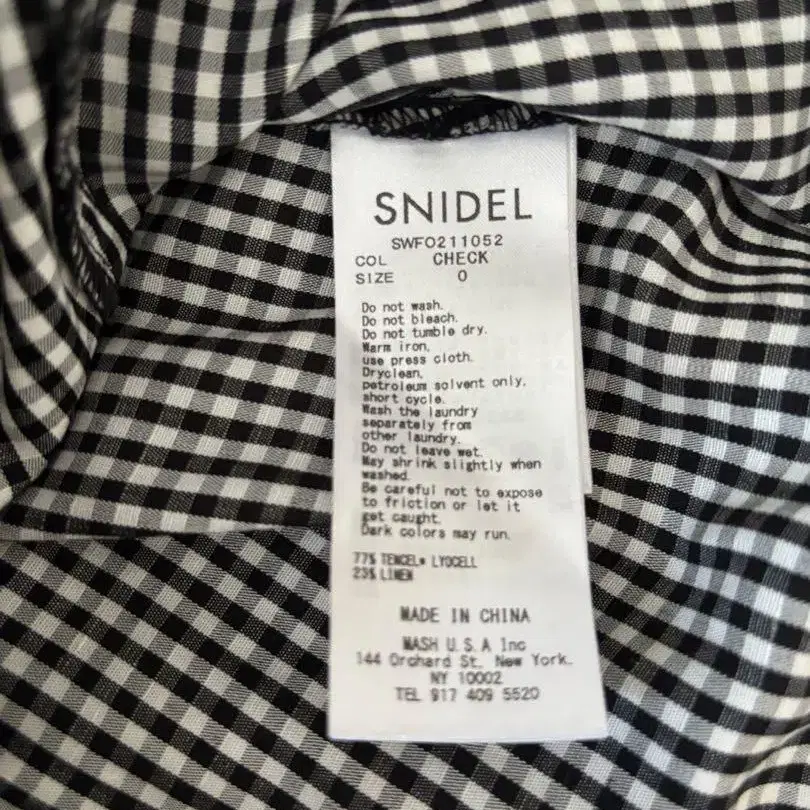 SNIDEL
SWFO211052
COL CHECK
SIZE 0
Do not wash.
Do not bleach.
Do not tumble dry.
Warm iron,
use press cloth.
Dryclean,
petroleum solvent only,
short cycle.
Wash the laundry
separately from
other laundry.
Do not leave wet.
May shrink slightly when
washed.
Be careful not to expose
to friction or let it
get caught.
Dark colors may run.
77% TENCEL® LYOCELL
23% LINEN
MADE IN CHINA
MASH U.S.A Inc
144 Orchard St. New York.
NY 10002
TEL 917 409 5520